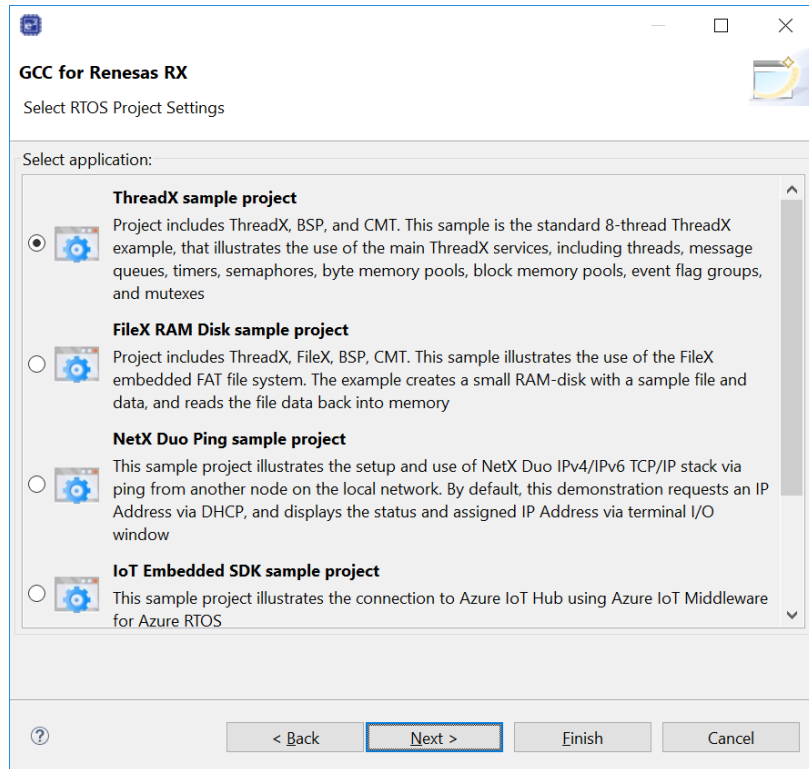 GCC for Renesas RX
Select RTOS Project Settings
Select application:
ThreadX sample project
Project includes ThreadX, BSP, and CMT. This sample is the standard 8-thread ThreadX
example, that illustrates the use of the main ThreadX services, including threads, message
queues, timers, semaphores, byte memory pools, block memory pools, event flag groups,
and mutexes
FileX RAM Disk sample project
Project includes ThreadX, FileX, BSP, CMT. This sample illustrates the use of the FileX
embedded FAT file system. The example creates a small RAM-disk with a sample file and
data, and reads the file data back into memory
NetX Duo Ping sample project
This sample project illustrates the setup and use of NetX Duo IPv4/IPv6 TCP/IP stack via
ping from another node on the local network. By default, this demonstration requests an IP
Address via DHCP, and displays the status and assigned IP Address via terminal I/O
window
IoT Embedded SDK sample project
This sample project illustrates the connection to Azure IoT Hub using Azure IoT Middleware
for Azure RTOS
? < Back Next > Finish Cancel